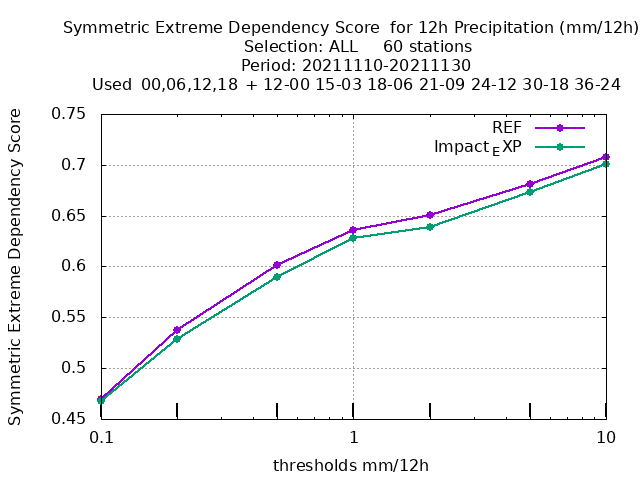 Symmetric Extreme Dependency Score  for 12h Precipitation (mm/12h)
Selection: ALL     60 stations
Period: 20211110-20211130
Used  00,06,12,18  + 12-00 15-03 18-06 21-09 24-12 30-18 36-24
Symmetric Extreme Dependency Score
0.75
0.7
0.65
0.6
0.55
0.5
0.45
REF
Impact_EXP
0.1
1
10
thresholds mm/12h